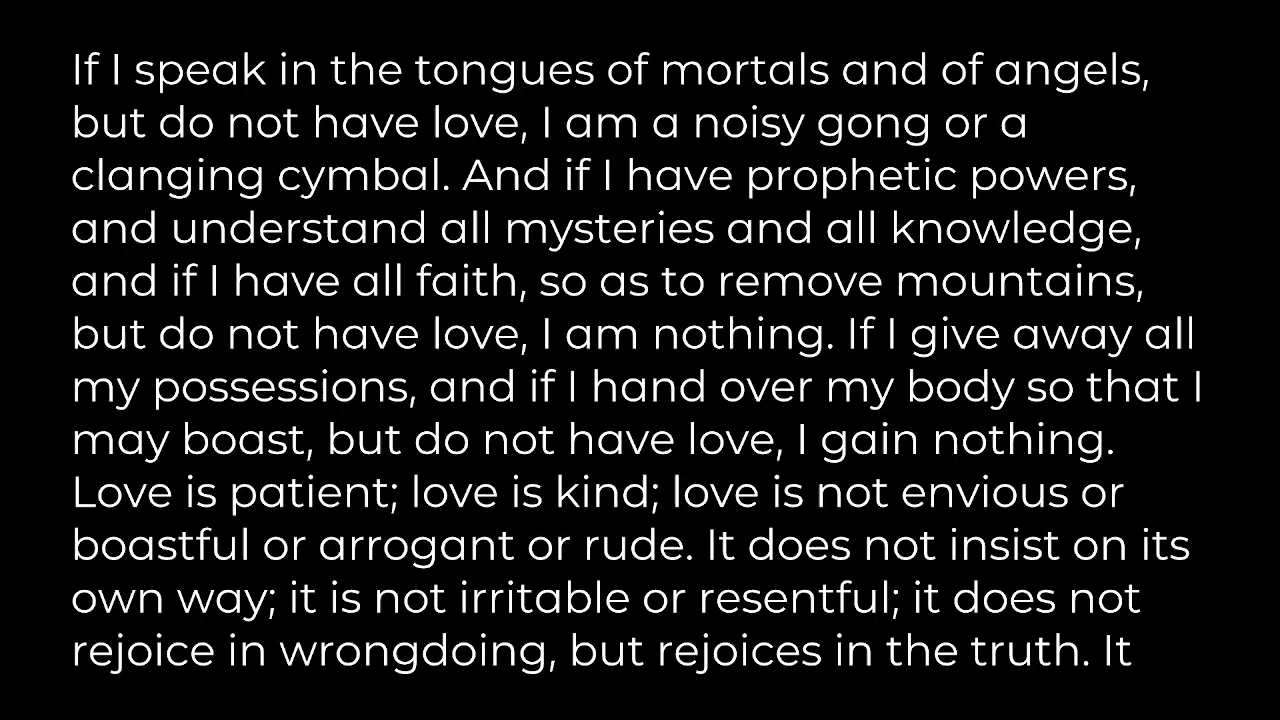 If I speak in the tongues of mortals and of angels,
but do not have love, I am a noisy gong or a
clanging cymbal. And if I have prophetic powers,
and understand all mysteries and all knowledge,
and if I have all faith, so as to remove mountains,
but do not have love, I am nothing. If I give away all
my possessions, and if I hand over my body so that I
may boast, but do not have love, I gain nothing.
Love is patient; love is kind; love is not envious or
boastful or arrogant or rude. It does not insist on its
own way; it is not irritable or resentful; it does not
rejoice in wrongdoing, but rejoices in the truth. It